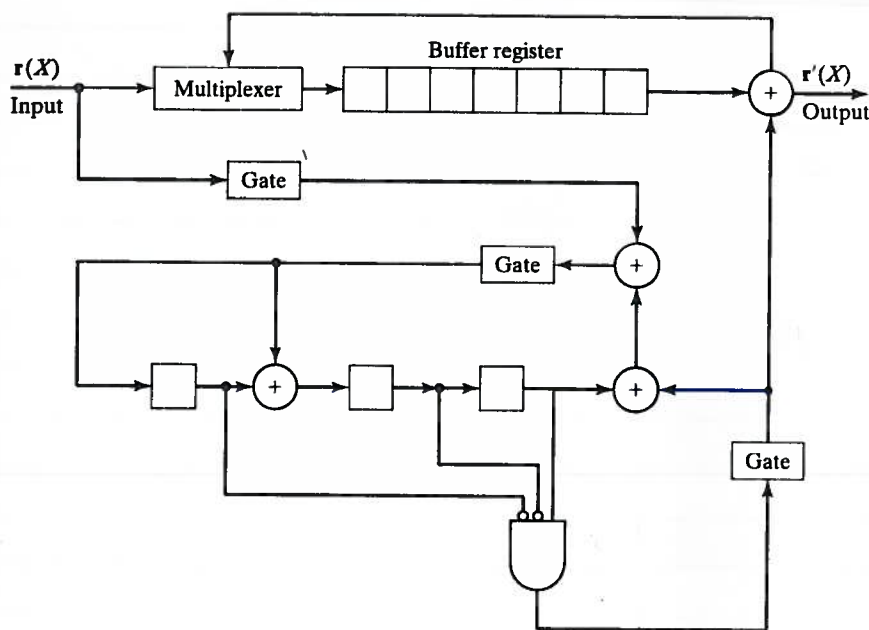 Buffer register
r(X)
Input
Multiplexer
+
r'(X)
Output
Gate
Gate
+
+
+
Gate